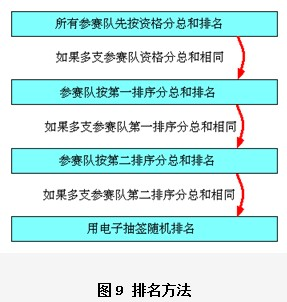 所有参赛队先按资格分总和排名
如果多支参赛队资格分总和相同
参赛队按第一排序分总和排名
如果多支参赛队第一排序分总和相同
参赛队按第二排序分总和排名
如果多支参赛队第二排序分总和相同
用电子抽签随机排名
图 9 排名方法